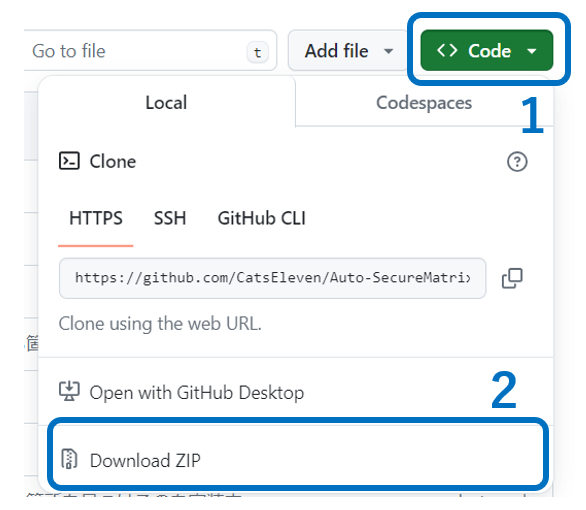 Go to file t Add file <> Code
1
Local Codespaces
Clone
HTTPS SSH GitHub CLI
https://github.com/CatsEleven/Auto-SecureMatrix
Clone using the web URL.
Open with GitHub Desktop
2
Download ZIP